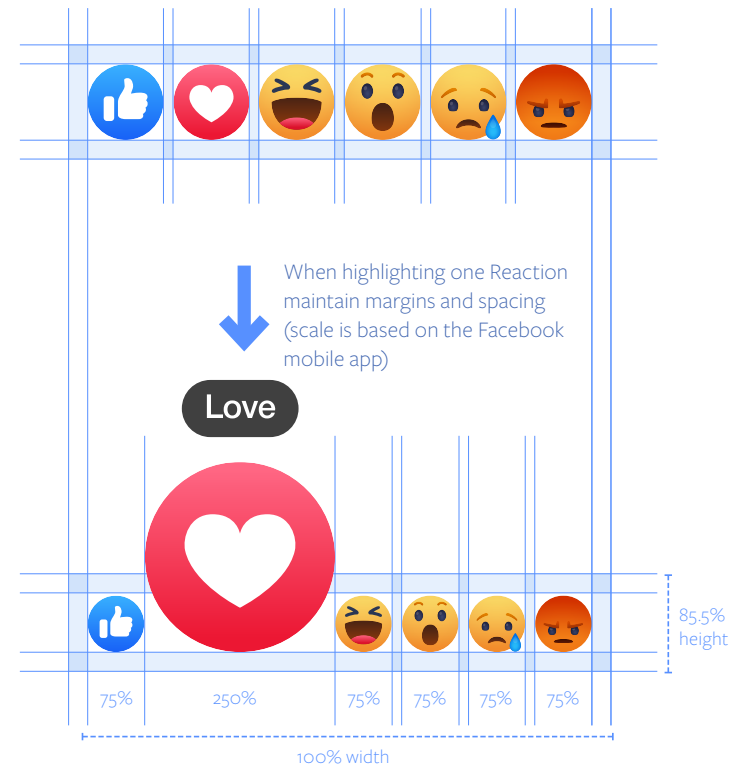 When highlighting one Reaction
maintain margins and spacing
(scale is based on the Facebook
mobile app)
Love
85.5%
height
75% 250% 75% 75% 75% 75%
100% width